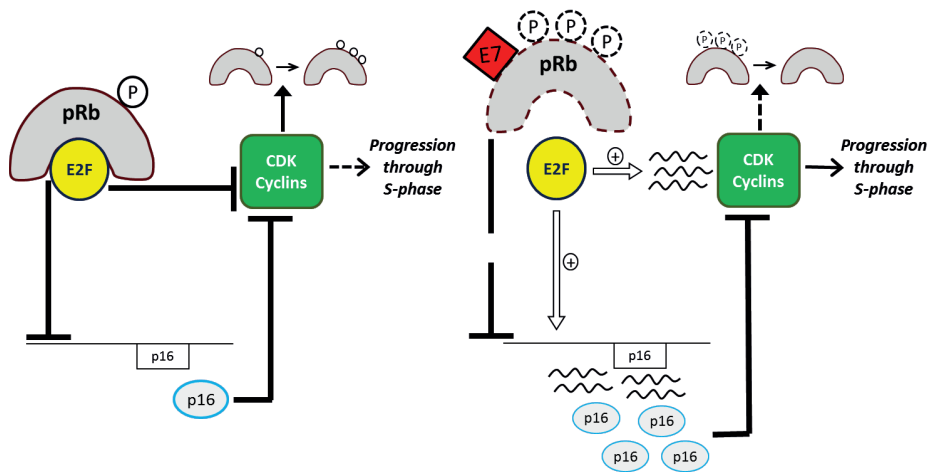 P
pRb
E2F
CDK
Cyclins
Progression
through
S-phase
p16
p16
E7
P
P
P
pRb
E2F
+
+
P
P
P
CDK
Cyclins
Progression
through
S-phase
p16
p16
p16
p16
p16